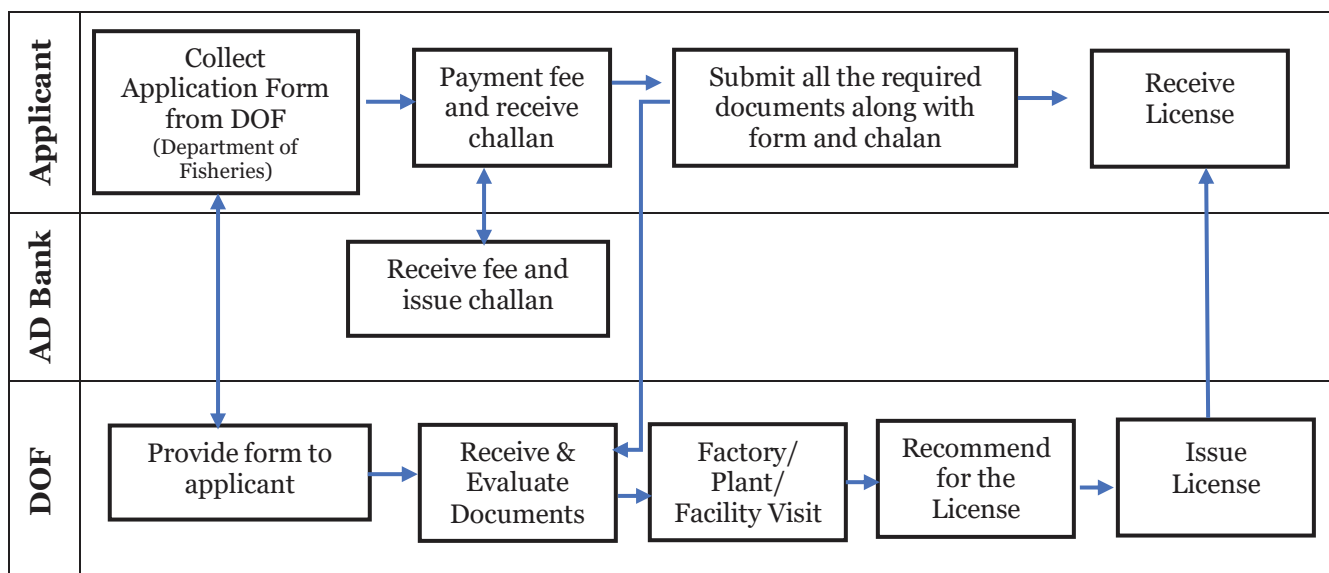 Applicant
Collect
Application Form
from DOF
(Department of
Fisheries)
Payment fee
and receive
challan
Submit all the required
documents along with
form and chalan
Receive
License
AD Bank
Receive fee and
issue challan
DOF
Provide form to
applicant
Receive &
Evaluate
Documents
Factory/
Plant/
Facility Visit
Recommend
for the
License
Issue
License